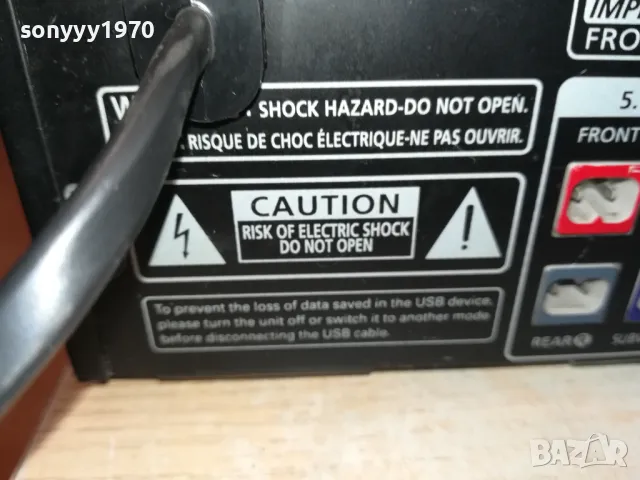 sonyyy1970
IMP
FRO
W SHOCK HAZARD-DO NOT OPEN.
RISQUE DE CHOC ÉLECTRIQUE-NE PAS OUVRIR.
CAUTION
RISK OF ELECTRIC SHOCK
DO NOT OPEN
To prevent the loss of data saved in the USB device,
please turn the unit off or switch it to another mode
before disconnecting the USB cable.
5.
FRONT
REAR R
SUBW
BAZAR.bg